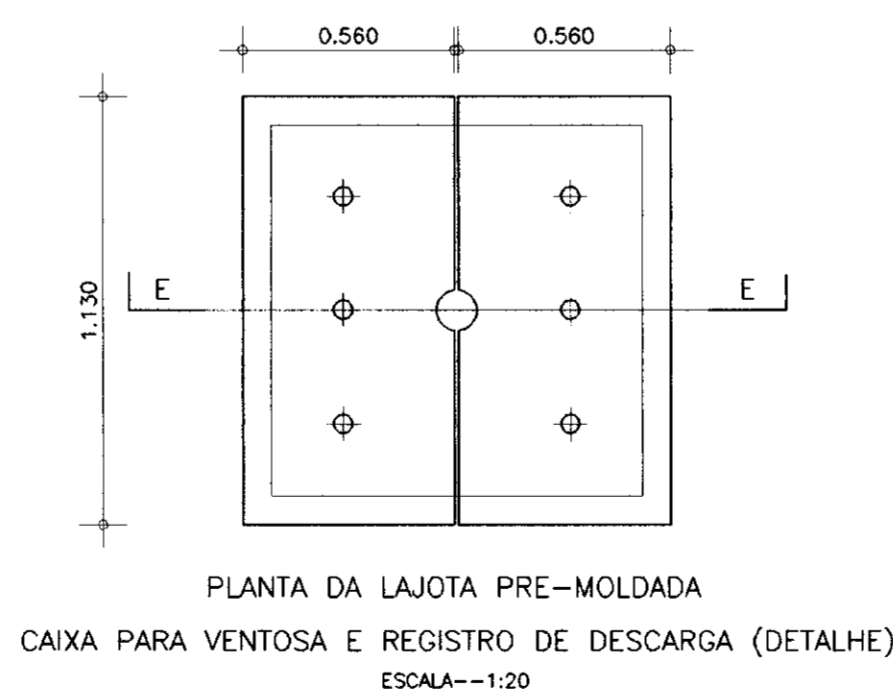 0.560 0.560
1.130
E E
PLANTA DA LAJOTA PRE-MOLDADA
CAIXA PARA VENTOSA E REGISTRO DE DESCARGA (DETALHE)
ESCALA--1:20